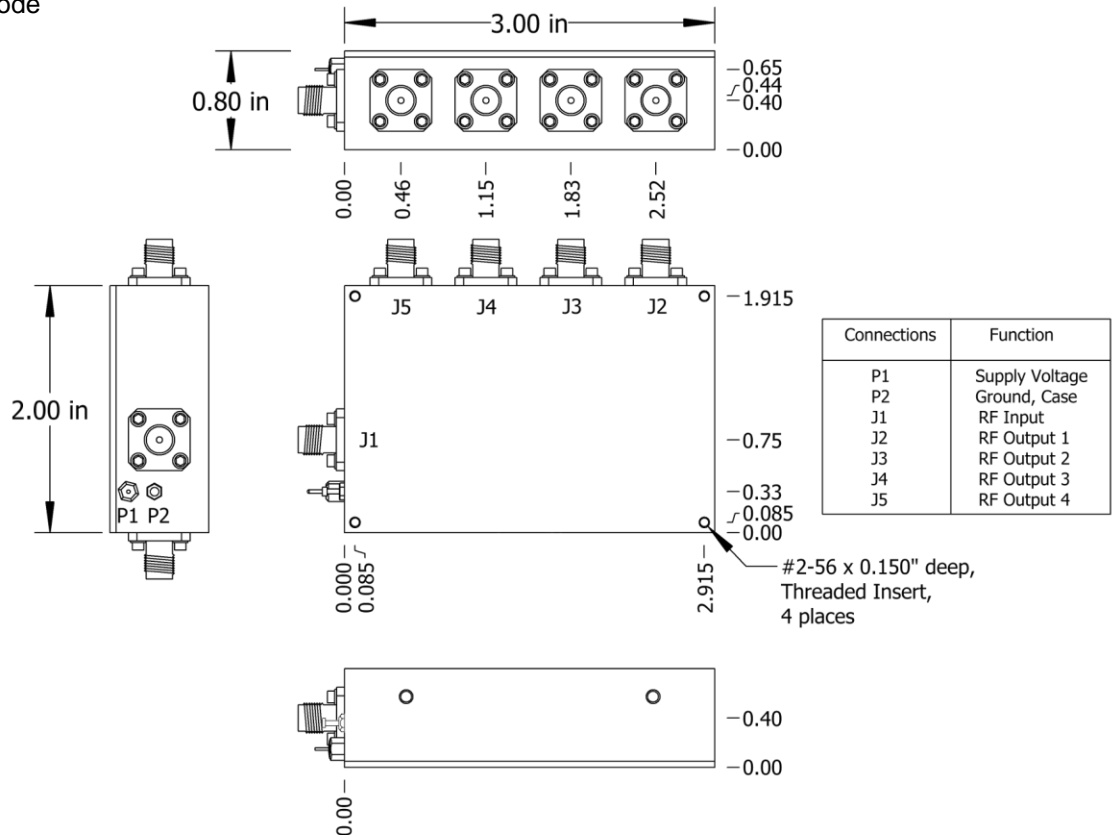 ode
3.00 in
0.80 in
0.65
0.44
0.40
0.00
0.00
0.46
1.15
1.83
2.52
J5 J4 J3 J2
1.915
2.00 in
J1
0.75
0.33
0.085
0.00
P1 P2
0.000
0.085
2.915
#2-56 x 0.150" deep,
Threaded Insert,
4 places
Connections Function
P1 Supply Voltage
P2 Ground, Case
J1 RF Input
J2 RF Output 1
J3 RF Output 2
J4 RF Output 3
J5 RF Output 4
0.40
0.00
0.00